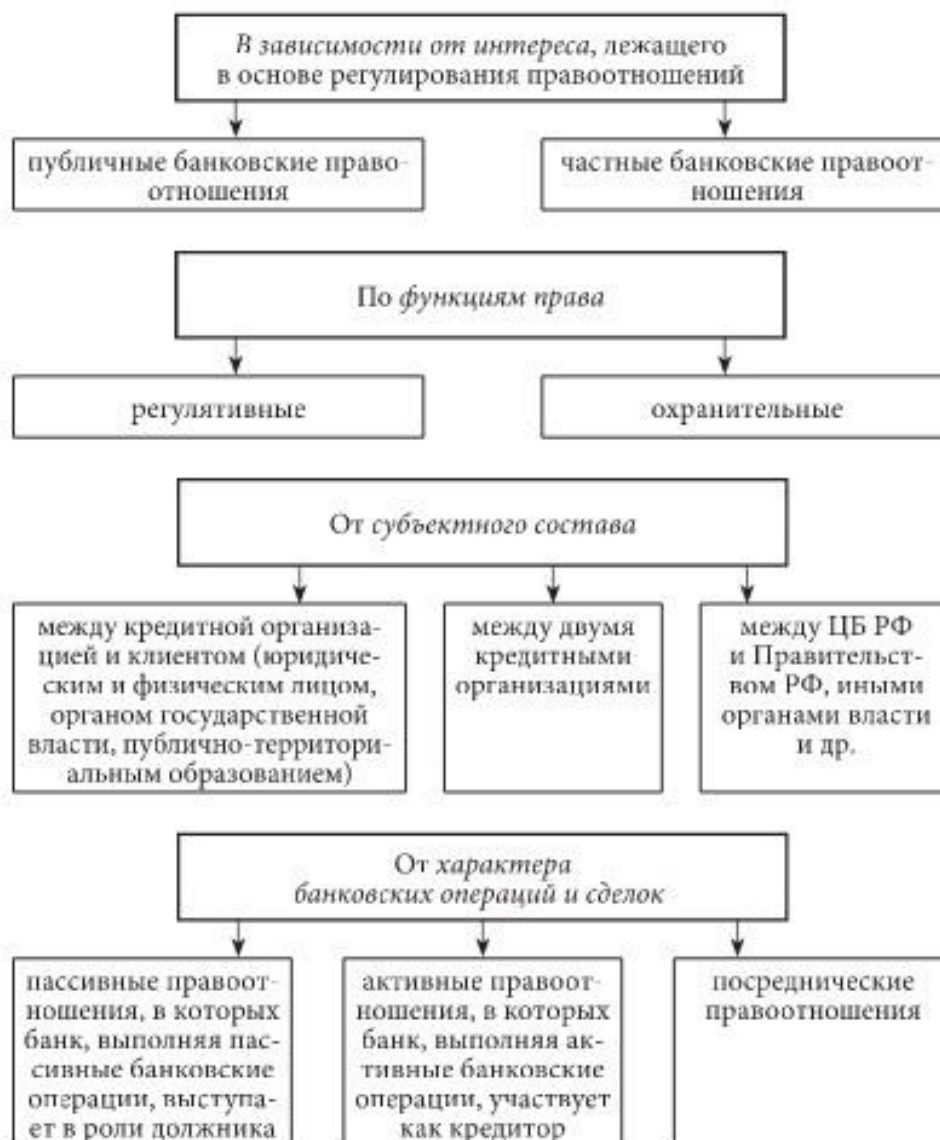 В зависимости от интереса, лежащего
в основе регулирования правоотношений
публичные банковские право-
отношения
частные банковские правоот-
ношения
По функциям права
регулятивные
охранительные
От субъектного состава
между кредитной организа-
цией и клиентом (юридиче-
ским и физическим лицом,
органом государственной
власти, публично-территори-
альным образованием)
между двумя
кредитными
организациями
между ЦБ РФ
и Правительст-
вом РФ, иными
органами власти
и др.
От характера
банковских операций и сделок
пассивные правоот-
ношения, в которых
банк, выполняя пас-
сивные банковские
операции, выступа-
ет в роли должника
активные правоот-
ношения, в которых
банк, выполняя ак-
тивные банковские
операции, участвует
как кредитор
посреднические
правоотношения